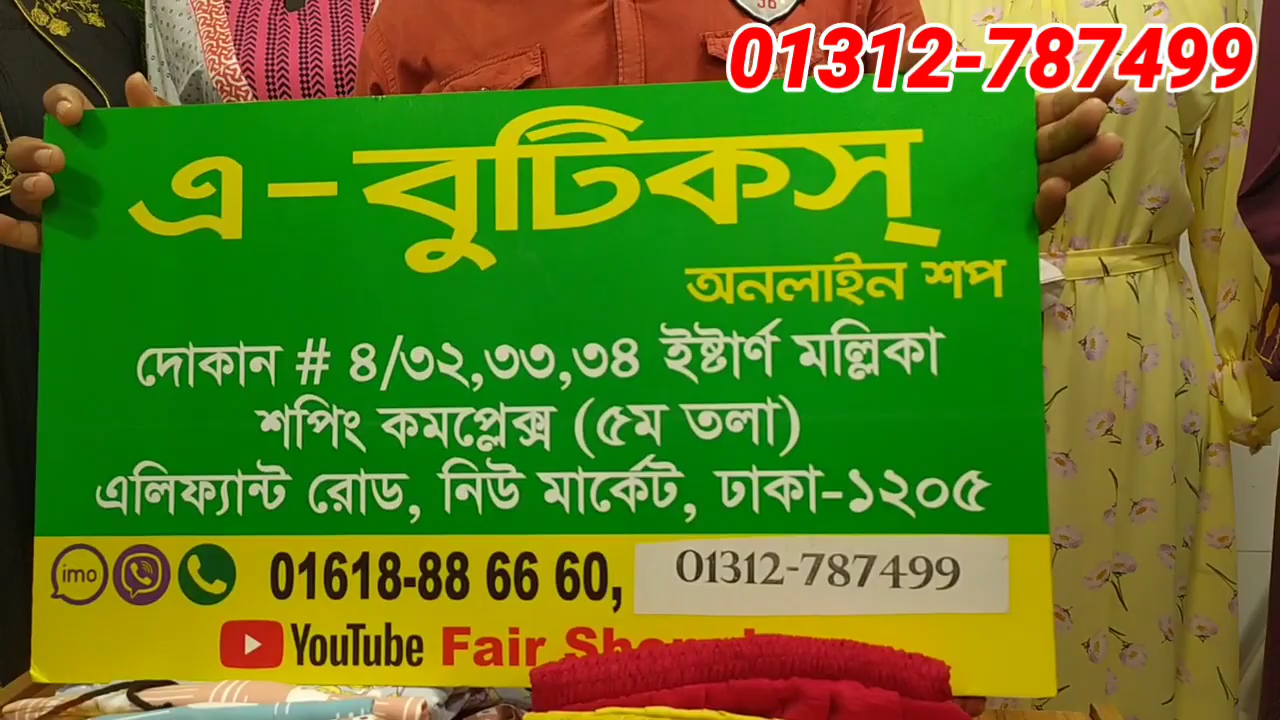 01312-787499
এ-বুটিকস্
অনলাইন শপ
দোকান # ৪/৩২,৩৩,৩৪ ইষ্টার্ণ মল্লিকা
শপিং কমপ্লেক্স (৫ম তলা)
এলিফ্যান্ট রোড, নিউ মার্কেট, ঢাকা-১২০৫
imo 01618-88 66 60, 01312-787499
YouTube Fair